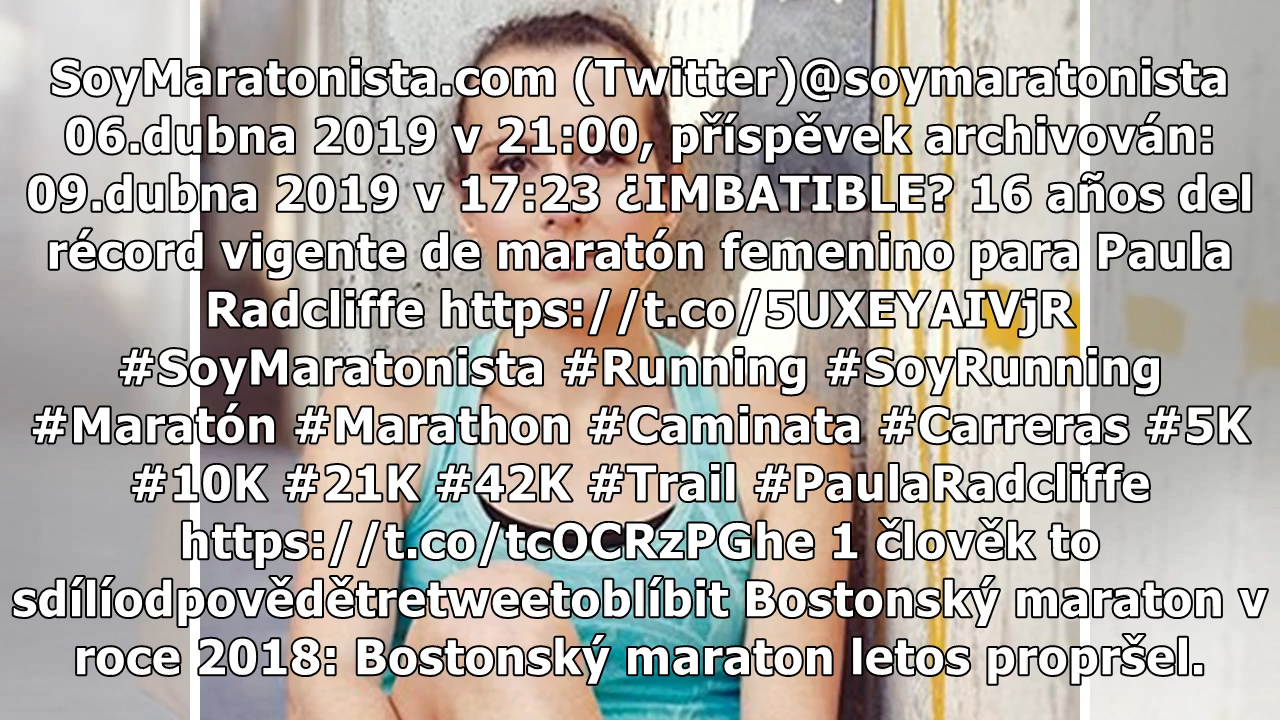 SoyMaratonista.com (Twitter)@soymaratonista
06.dubna 2019 v 21:00, příspěvek archivován:
09.dubna 2019 v 17:23 ¿IMBATIBLE? 16 años del
récord vigente de maratón femenino para Paula
Radcliffe https://t.co/5UXEYAIVjR
#SoyMaratonista #Running #SoyRunning
#Maratón #Marathon #Caminata #Carreras #5K
#10K #21K #42K #Trail #PaulaRadcliffe
https://t.co/tcOCRzPGhe 1 člověk to
sdílíodpovědětretweetoblíbit Bostonský maraton v
roce 2018: Bostonský maraton letos propršel.